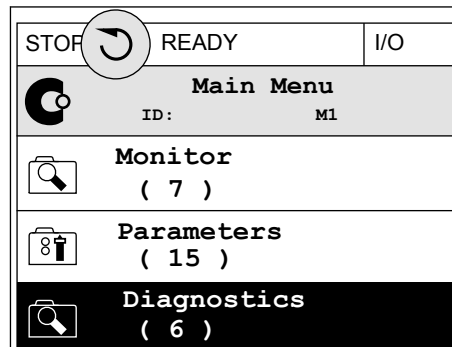 STOP READY I/O
Main Menu
ID: M1
Monitor
( 7 )
Parameters
( 15 )
Diagnostics
( 6 )